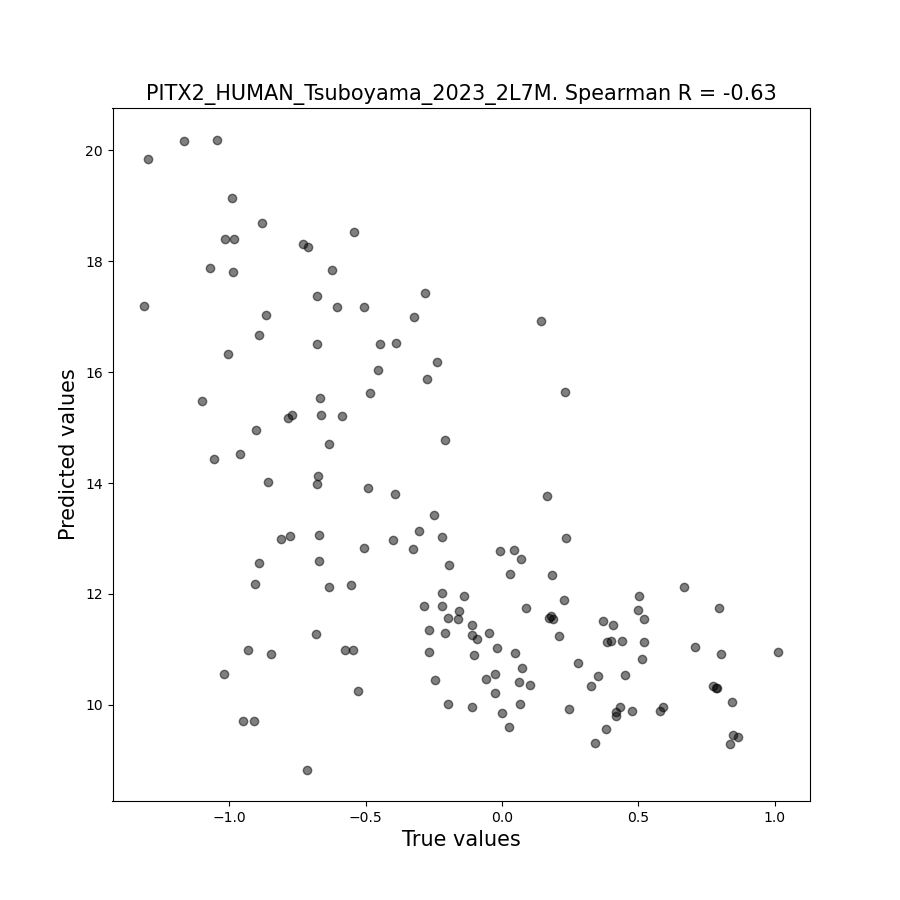 PITX2_HUMAN_Tsuboyama_2023_2L7M. Spearman R = -0.63
20
18
16
14
12
10
Predicted values
−1.0 −0.5 0.0 0.5 1.0
True values